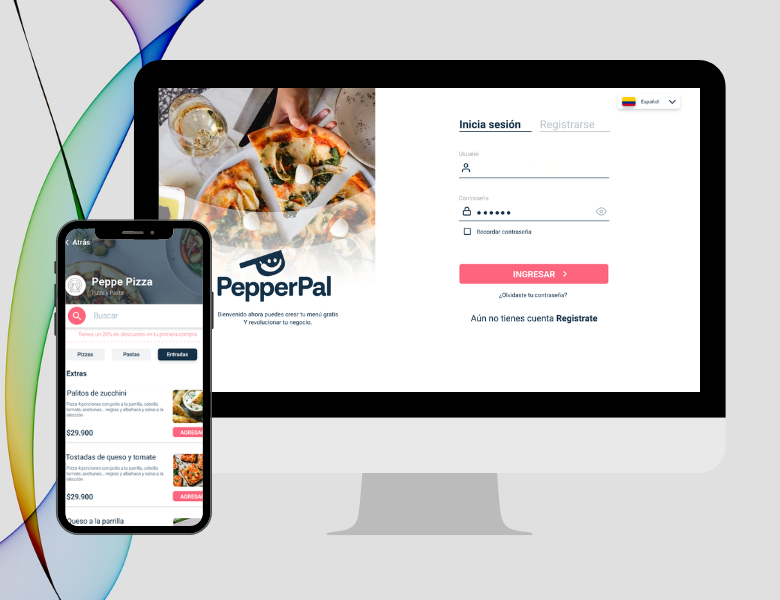 Español
Inicia sesión Registrarse
Usuario
Contraseña
Recordar contraseña
INGRESAR
¿Olvidaste tu contraseña?
Aún no tienes cuenta Registrate
PepperPal
Bienvenido ahora puedes crear tu menú gratis
Y revolucionar tu negocio.
Atrás
Peppe Pizza
Pizza y Pasta
Buscar
Tienes un 20% de descuento en tu primera compra
Pizzas Pastas Entradas
Extras
Palitos de zucchini
Pizza 4 porciones con pollo a la parrilla, cebolla
tomate, aceitunas... negras y albahaca y salsa a la
elección
$29.900 AGREGA
Tostadas de queso y tomate
Pizza 4 porciones con pollo a la parrilla, cebolla
tomate, aceitunas... negras y albahaca y salsa a la
elección
$29.900 AGREGA
Queso a la parrilla